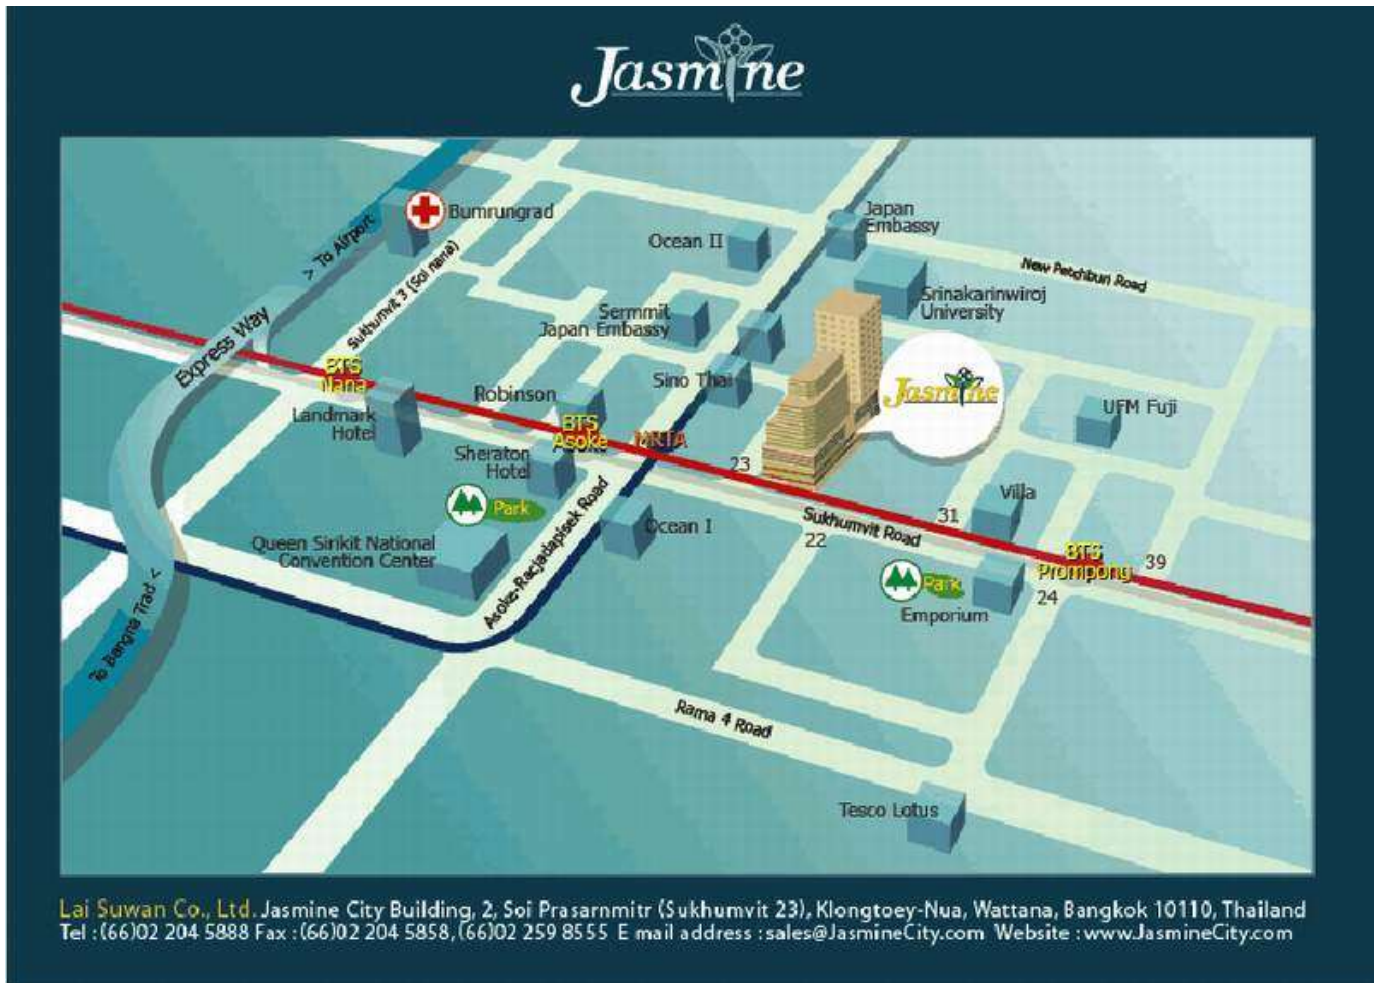 Jasmine
Bumrungrad
Japan
Embassy
> To Airport
Ocean II
Sukhumvit 3 (Soi nana)
New Petchburi Road
Srinakarinwiroj
University
Sermmit
Japan Embassy
Express Way
BTS
Nana
Sino Thai
Jasmine
Robinson
Landmark
Hotel
UFM Fuji
BTS
Asoke
MRTA
Sheraton
Hotel
23
Park
Villa
Sukhumvit Road
31
22
Ocean I
Asoke-Racjadapisek Road
Queen Sirikit National
Convention Center
BTS
Prompong
39
Park
24
Emporium
To Bangna Trad <
Rama 4 Road
Tesco Lotus
Lai Suwan Co., Ltd. Jasmine City Building, 2, Soi Prasarnmitr (Sukhumvit 23), Klongtoey-Nua, Wattana, Bangkok 10110, Thailand
Tel :(66)02 204 5888 Fax :(66)02 204 5858, (66)02 259 8555 E mail address :sales@JasmineCity.com Website :www.JasmineCity.com